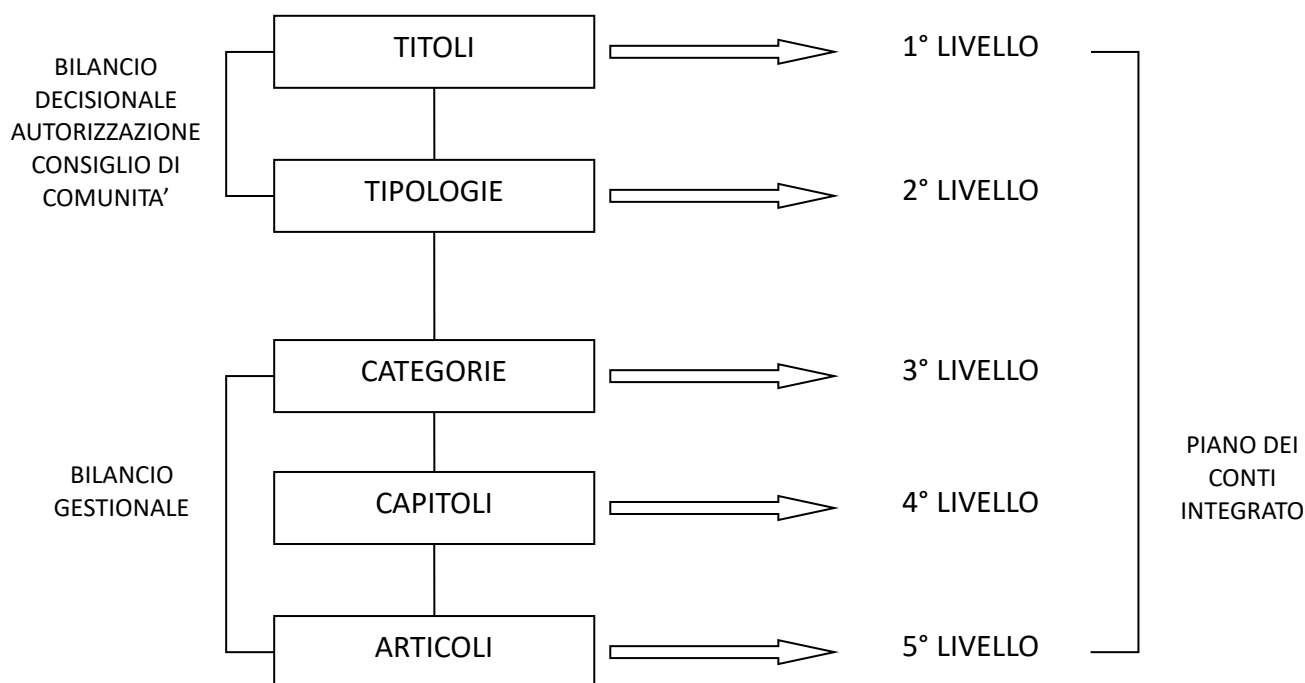 TITOLI
1° LIVELLO
BILANCIO
DECISIONALE
AUTORIZZAZIONE
CONSIGLIO DI
COMUNITA’
TIPOLOGIE
2° LIVELLO
CATEGORIE
3° LIVELLO
BILANCIO
GESTIONALE
CAPITOLI
4° LIVELLO
ARTICOLI
5° LIVELLO
PIANO DEI
CONTI
INTEGRATO